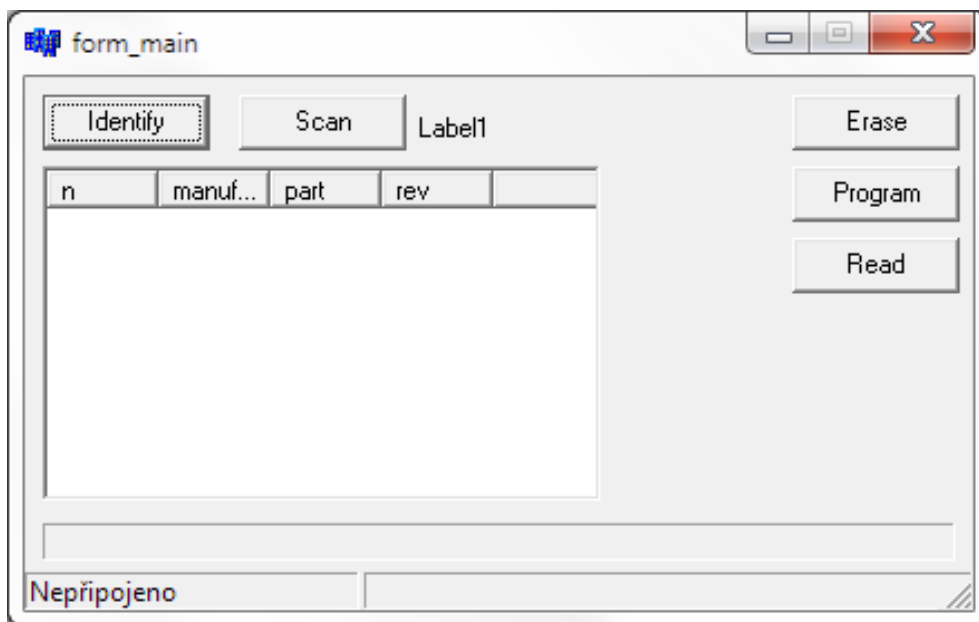 form_main
Identify Scan Label1 Erase
n manuf... part rev Program
Read
Nepřipojeno